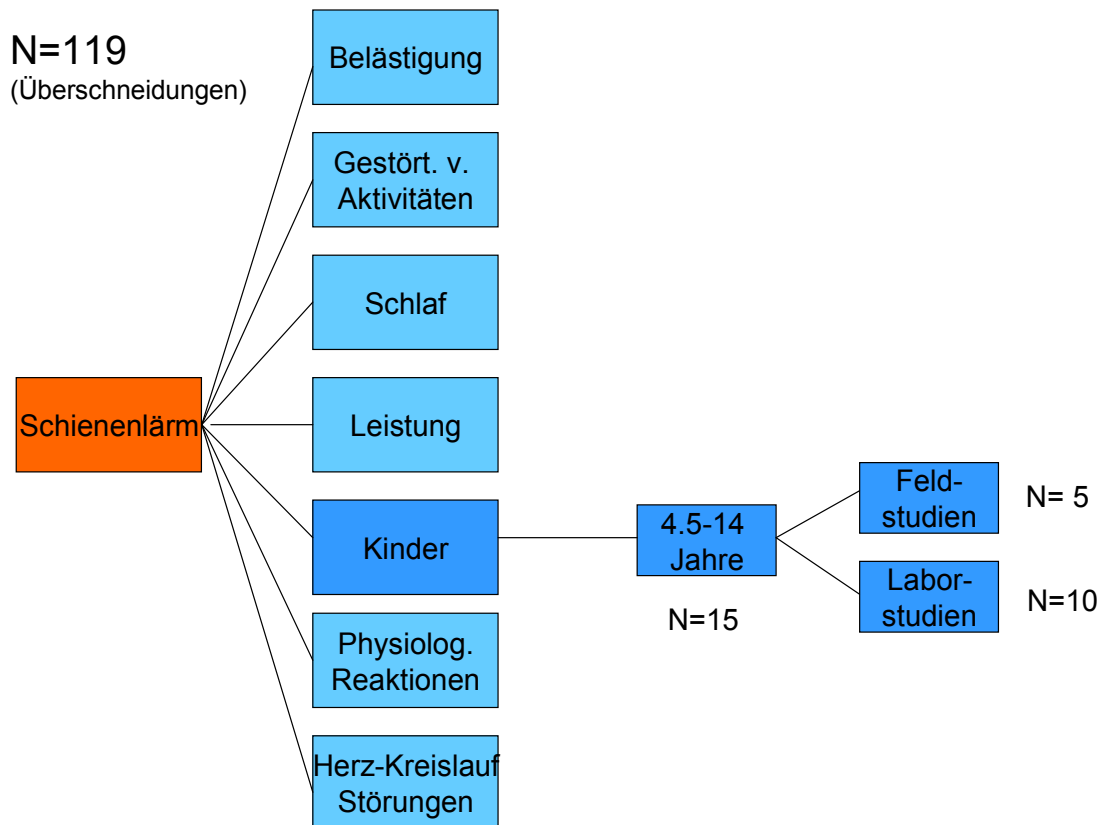 N=119
(Überschneidungen)
Belästigung
Gestört. v.
Aktivitäten
Schlaf
Schienenlärm
Leistung
Kinder
4.5-14
Jahre
N=15
Feld-
studien
N= 5
Labor-
studien
N=10
Physiolog.
Reaktionen
Herz-Kreislauf
Störungen